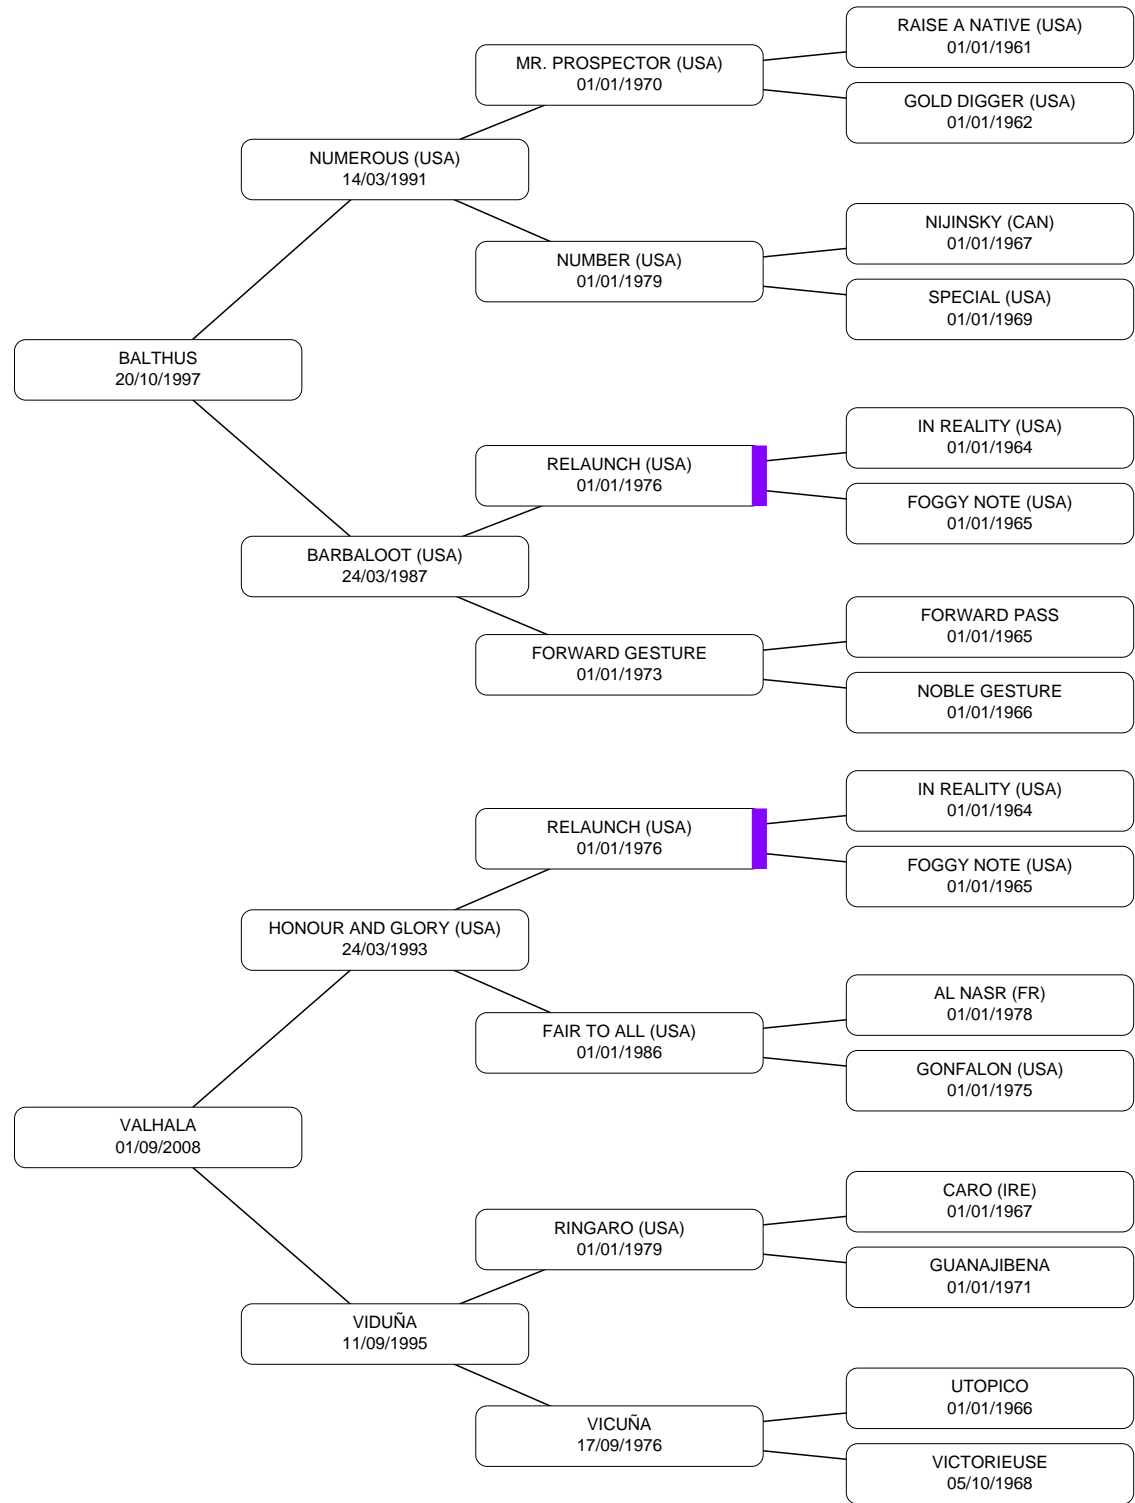 RAISE A NATIVE (USA)
01/01/1961
MR. PROSPECTOR (USA)
01/01/1970
GOLD DIGGER (USA)
01/01/1962
NUMEROUS (USA)
14/03/1991
NIJINSKY (CAN)
01/01/1967
NUMBER (USA)
01/01/1979
SPECIAL (USA)
01/01/1969
BALTHUS
20/10/1997
IN REALITY (USA)
01/01/1964
RELAUNCH (USA)
01/01/1976
FOGGY NOTE (USA)
01/01/1965
BARBALOOT (USA)
24/03/1987
FORWARD PASS
01/01/1965
FORWARD GESTURE
01/01/1973
NOBLE GESTURE
01/01/1966
IN REALITY (USA)
01/01/1964
RELAUNCH (USA)
01/01/1976
FOGGY NOTE (USA)
01/01/1965
HONOUR AND GLORY (USA)
24/03/1993
AL NASR (FR)
01/01/1978
FAIR TO ALL (USA)
01/01/1986
GONFALON (USA)
01/01/1975
VALHALA
01/09/2008
CARO (IRE)
01/01/1967
RINGARO (USA)
01/01/1979
GUANAJIBENA
01/01/1971
VIDUÑA
11/09/1995
UTOPICO
01/01/1966
VICUÑA
17/09/1976
VICTORIEUSE
05/10/1968